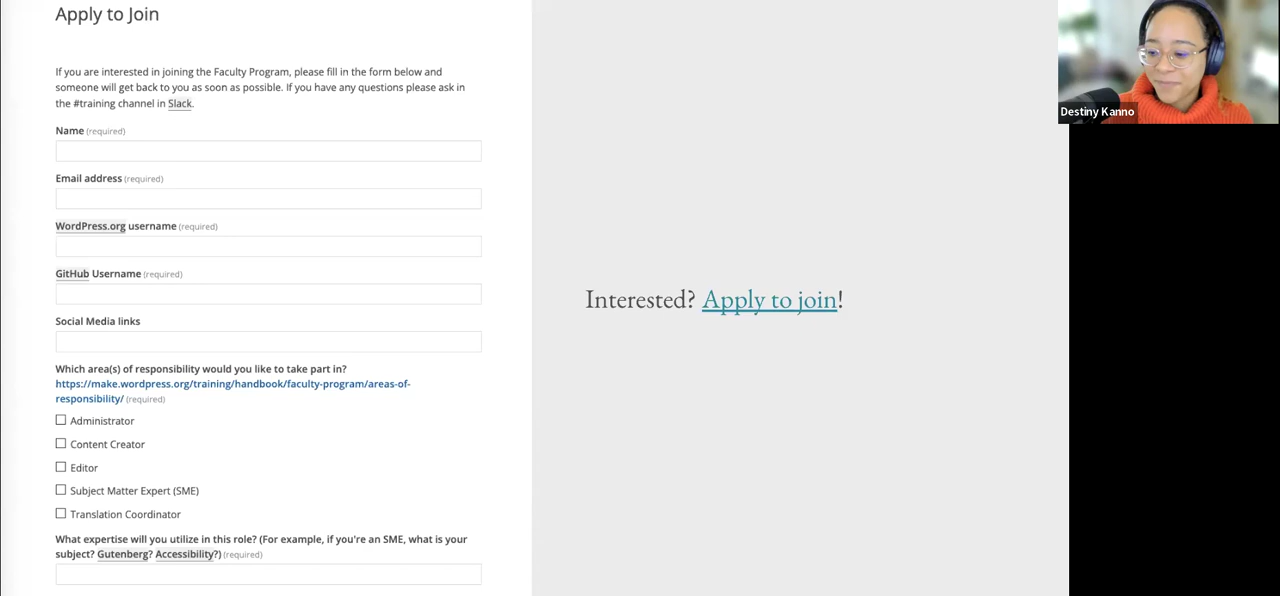 Apply to Join
If you are interested in joining the Faculty Program, please fill in the form below and
someone will get back to you as soon as possible. If you have any questions please ask in
the #training channel in Slack.
Name (required)
Email address (required)
WordPress.org username (required)
GitHub Username (required)
Social Media links
Which area(s) of responsibility would you like to take part in?
https://make.wordpress.org/training/handbook/faculty-program/areas-of-
responsibility/ (required)
Administrator
Content Creator
Editor
Subject Matter Expert (SME)
Translation Coordinator
What expertise will you utilize in this role? (For example, if you're an SME, what is your
subject? Gutenberg? Accessibility?) (required)
Interested? Apply to join!
Destiny Kanno